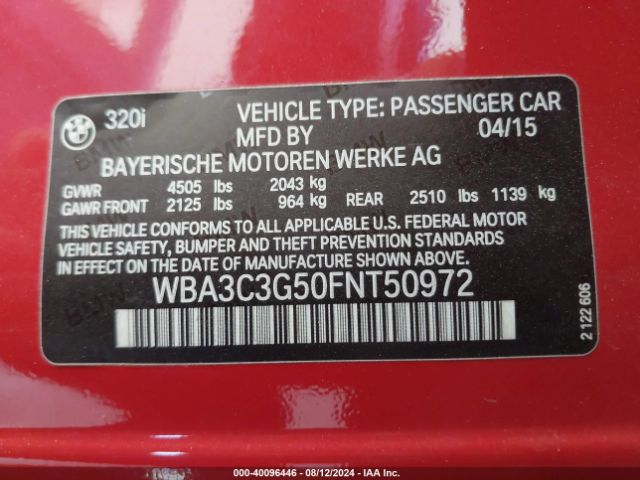 BMW 320i VEHICLE TYPE: PASSENGER CAR
MFD BY 04/15
BAYERISCHE MOTOREN WERKE AG
GVWR 4505 lbs 2043 kg
GAWR FRONT 2125 lbs 964 kg REAR 2510 lbs 1139 kg
THIS VEHICLE CONFORMS TO ALL APPLICABLE U.S. FEDERAL MOTOR
VEHICLE SAFETY, BUMPER AND THEFT PREVENTION STANDARDS
IN EFFECT ON THE DATE OF MANUFACTURE SHOWN ABOVE.
WBA3C3G50FNT50972
2 122 606
000-40096446 - 08/12/2024 - IAA Inc.